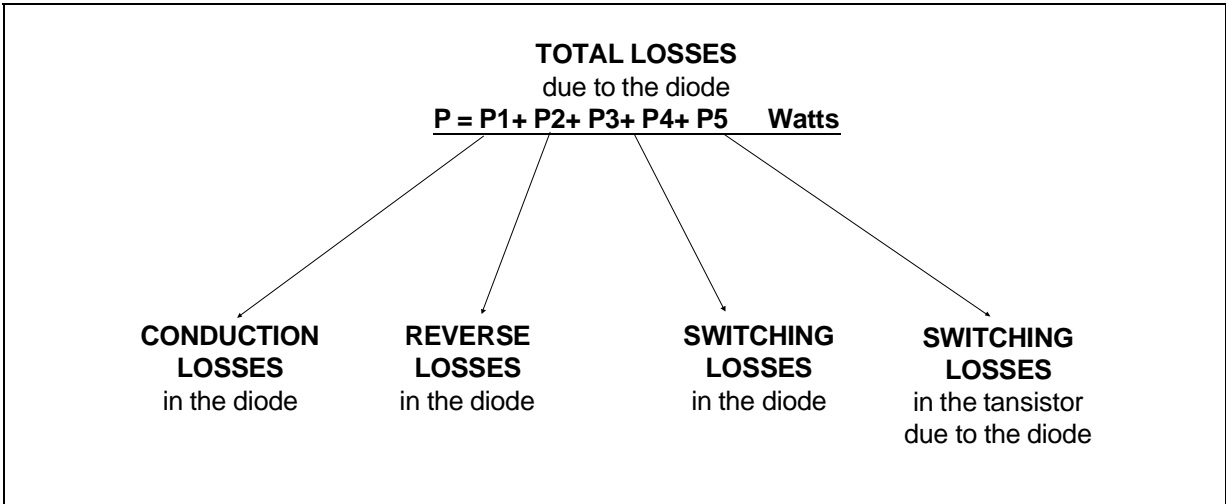 TOTAL LOSSES
due to the diode
P = P1+ P2+ P3+ P4+ P5 Watts
CONDUCTION
LOSSES
in the diode
REVERSE
LOSSES
in the diode
SWITCHING
LOSSES
in the diode
SWITCHING
LOSSES
in the tansistor
due to the diode